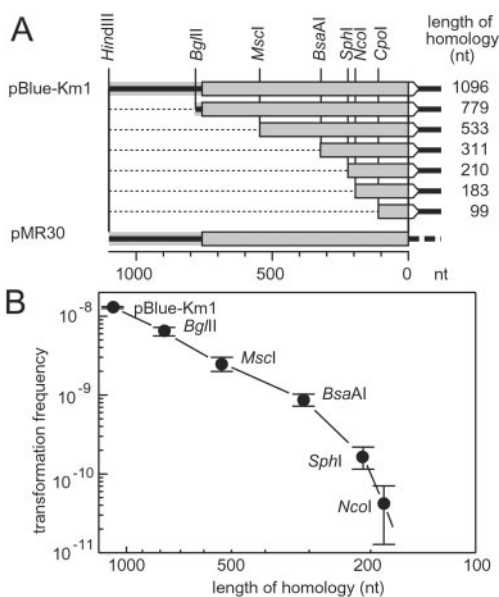 A
HindIII
BglII
MscI
BsaAI
SphI
NcoI
CpoI
length of
homology
(nt)
pBlue-Km1
1096
779
533
311
210
183
99
pMR30
1000
500
0
nt
B
10-8
10-9
10-10
10-11
transformation frequency
pBlue-Km1
BglII
MscI
BsaAI
SphI
NcoI
1000
500
200
100
length of homology (nt)